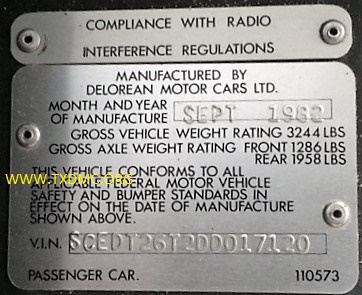 COMPLIANCE WITH RADIO
INTERFERENCE REGULATIONS
MANUFACTURED BY
DELOREAN MOTOR CARS LTD.
MONTH AND YEAR
OF MANUFACTURE SEPT 1982
GROSS VEHICLE WEIGHT RATING 3244 LBS
GROSS AXLE WEIGHT RATING FRONT 1286 LBS
REAR 1958 LBS
THIS VEHICLE CONFORMS TO ALL
WWW.TXDMC.ORG
FEDERAL MOTOR VEHICLE
SAFETY AND BUMPER STANDARDS IN
EFFECT ON THE DATE OF MANUFACTURE
SHOWN ABOVE.
V.I.N. SCEDT26T2DD017120
PASSENGER CAR. 110573